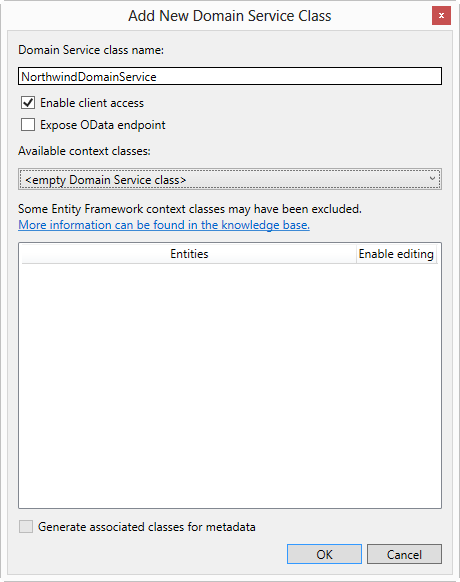 Add New Domain Service Class
x
Domain Service class name:
NorthwindDomainService
Enable client access
Expose OData endpoint
Available context classes:
<empty Domain Service class>
Some Entity Framework context classes may have been excluded.
More information can be found in the knowledge base.
Entities Enable editing
Generate associated classes for metadata
OK Cancel